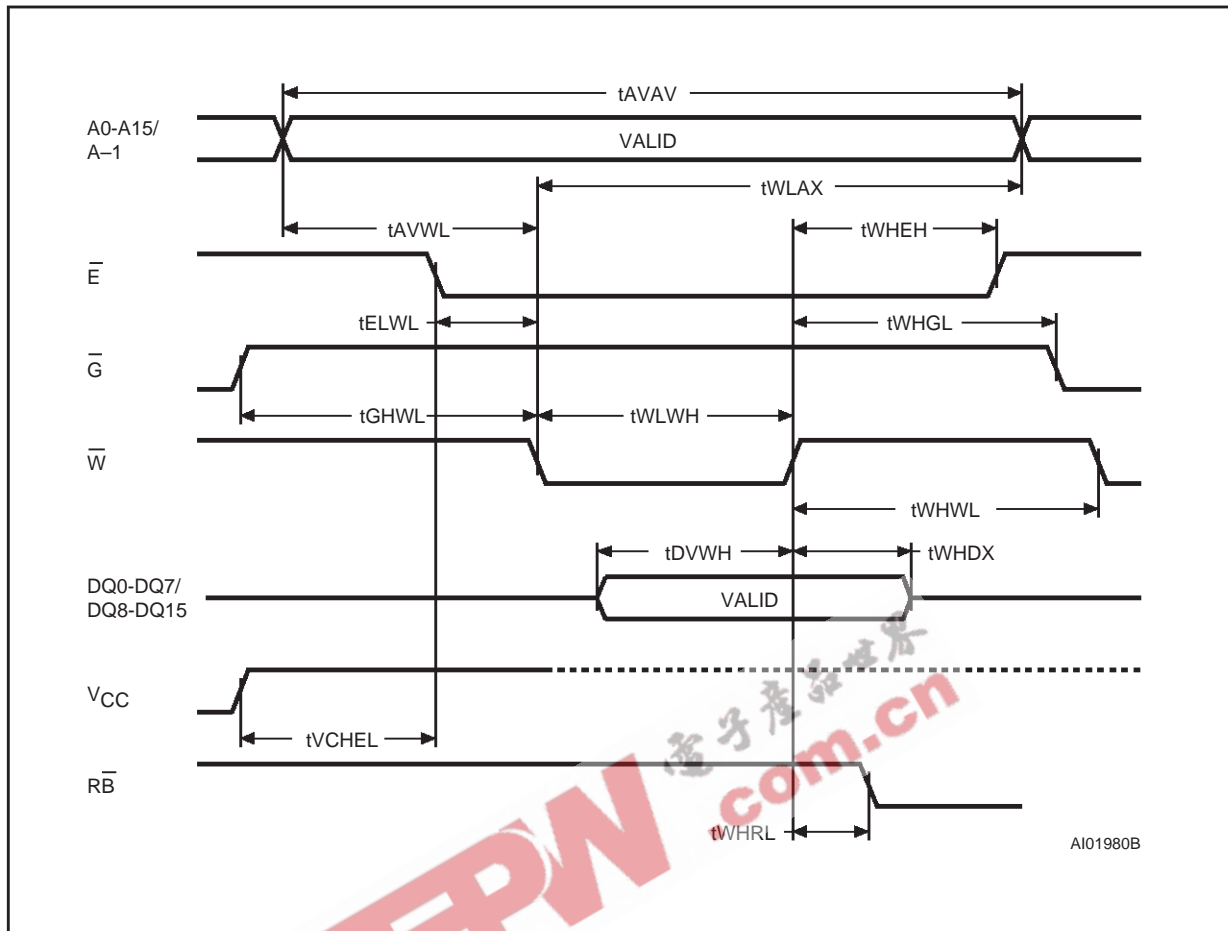 tAVAV
A0-A15/
A–1
VALID
tWLAX
tAVWL
tWHEH
E̅
tELWL
tWHGL
G̅
tGHWL
tWLWH
W̅
tWHWL
tDVWH
tWHDX
DQ0-DQ7/
DQ8-DQ15
VALID
VCC
tVCHEL
RB̅
tWHRL
AI01980B
電子產品世界
.com.cn
EPW